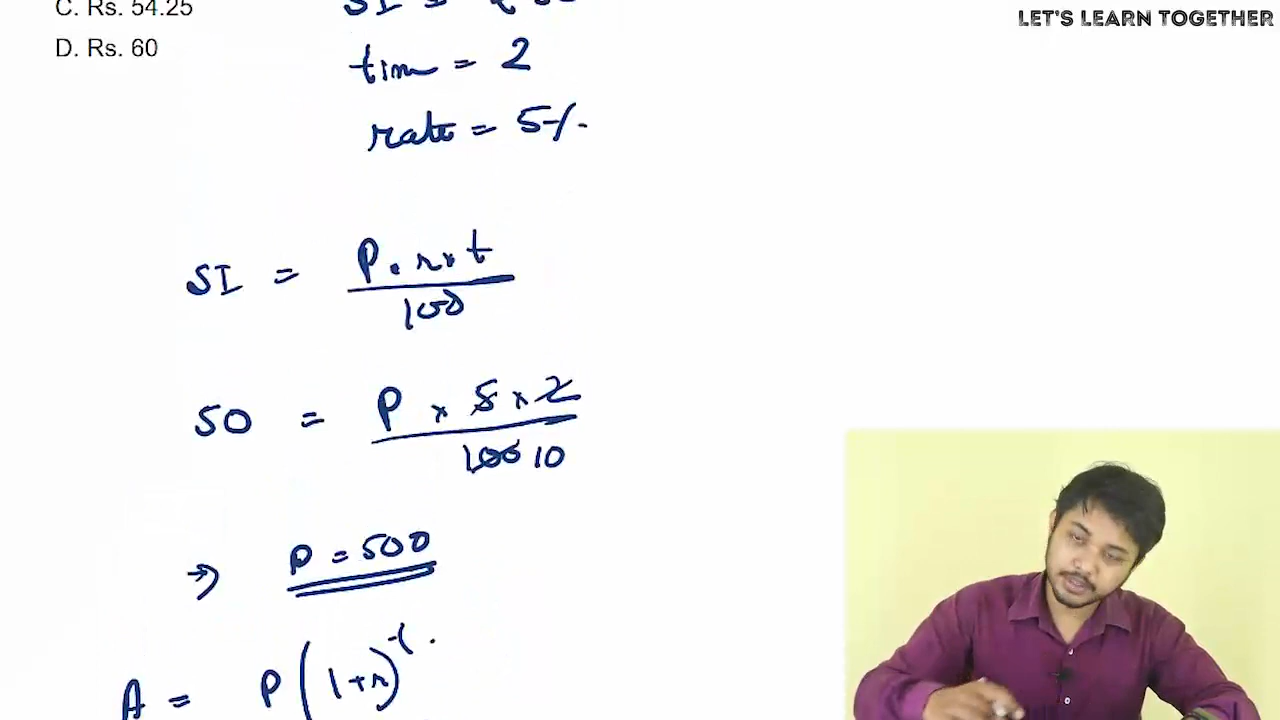 C. Rs. 54.25
LET'S LEARN TOGETHER
D. Rs. 60
SI =
time = 2
rate = 5%
SI = P.r×t
100
50 = P × 5 × 2
100 10
⇒ P = 500
A = P(1+r)^t